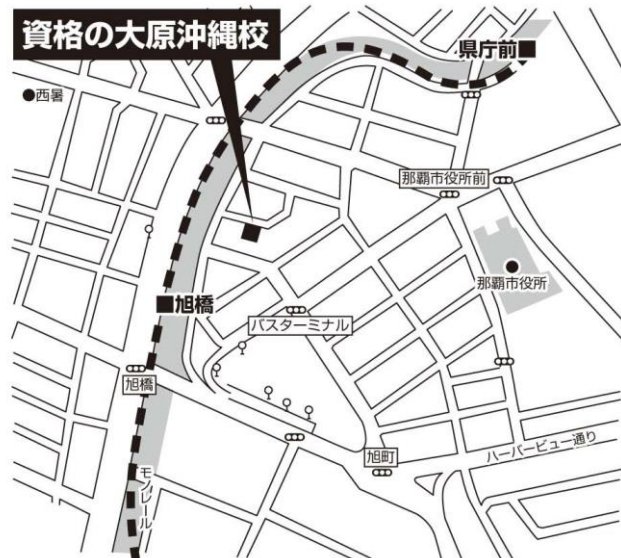 資格の大原沖縄校
県庁前
西暑
那覇市役所前
那覇市役所
旭橋
バスターミナル
旭橋
旭町
ハーバービュー通り
モノレール